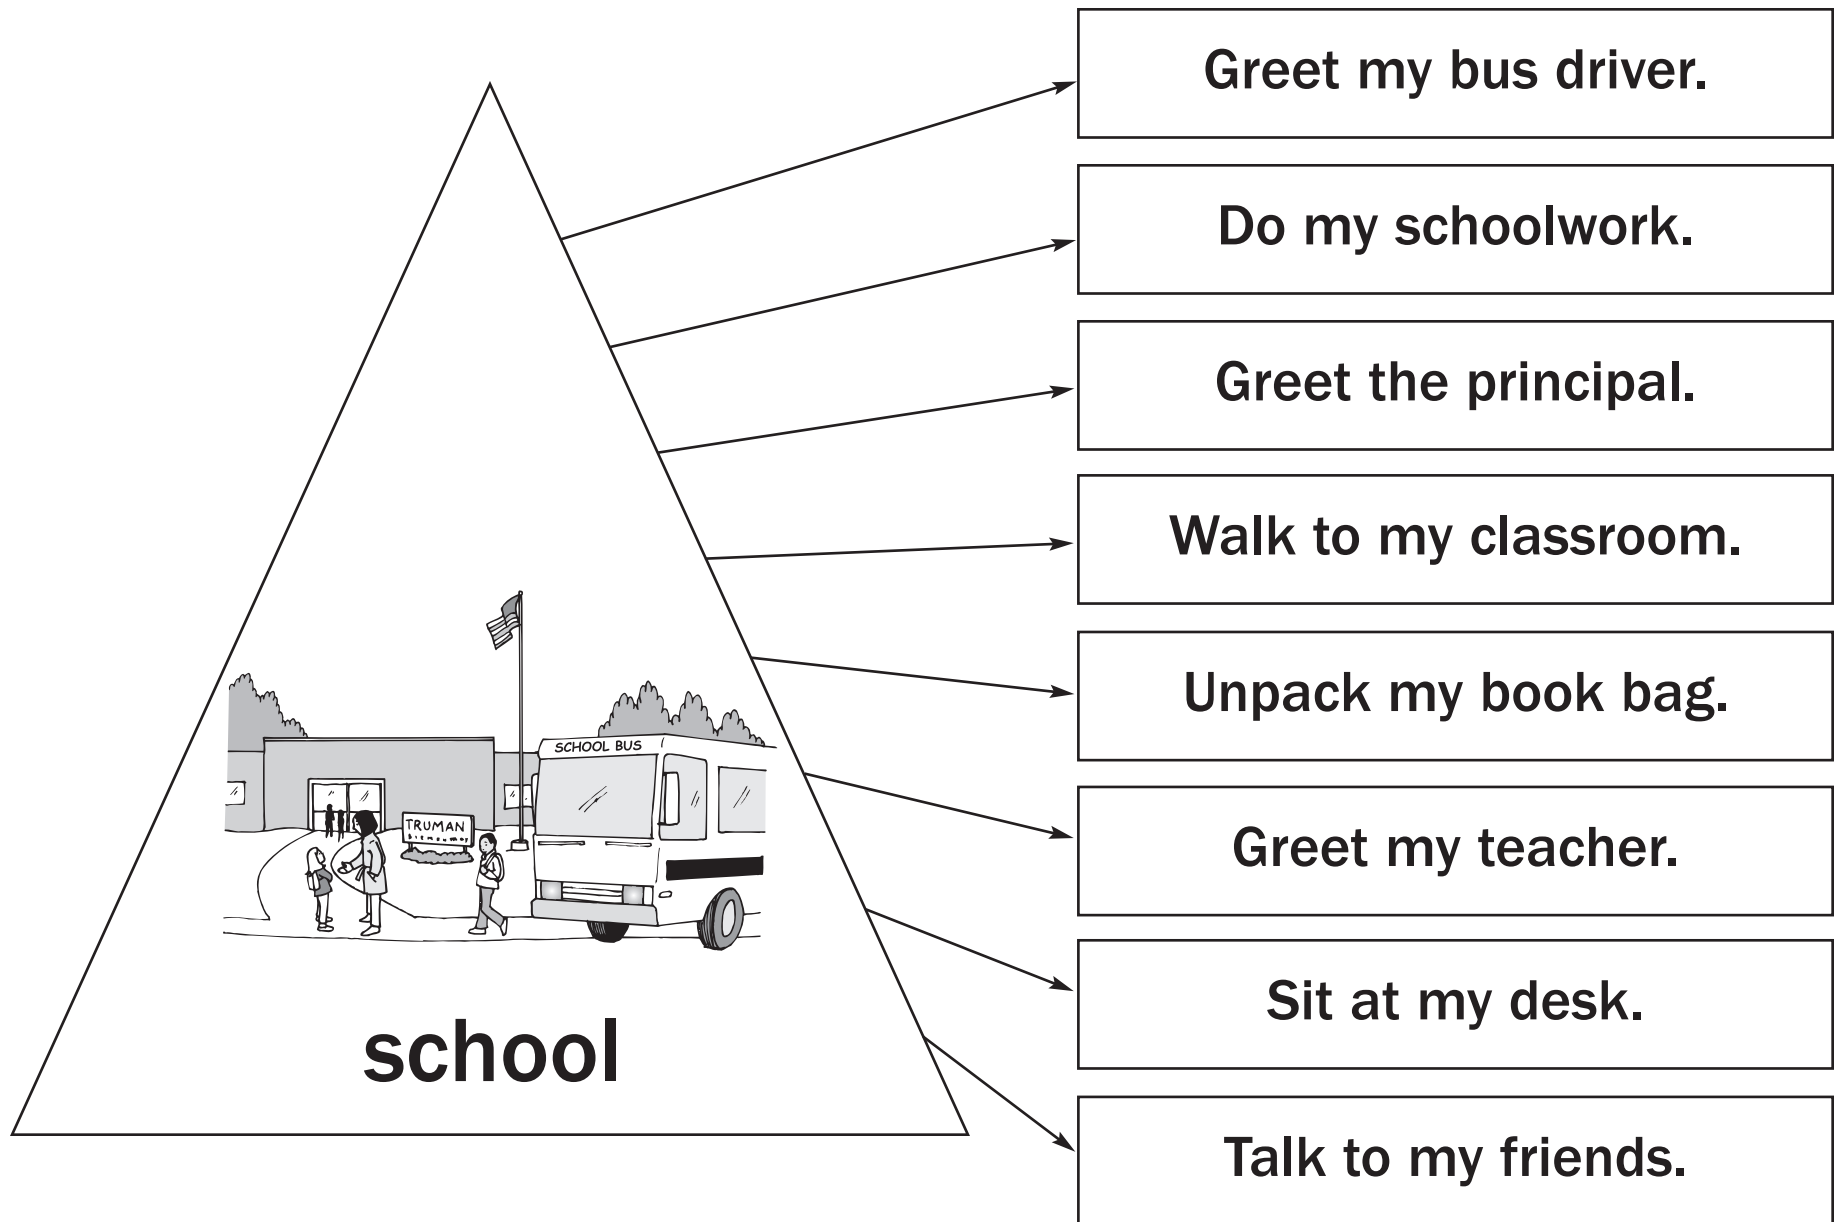 Greet my bus driver.
Do my schoolwork.
Greet the principal.
Walk to my classroom.
Unpack my book bag.
SCHOOL BUS
TRUMAN
Greet my teacher.
Sit at my desk.
school
Talk to my friends.